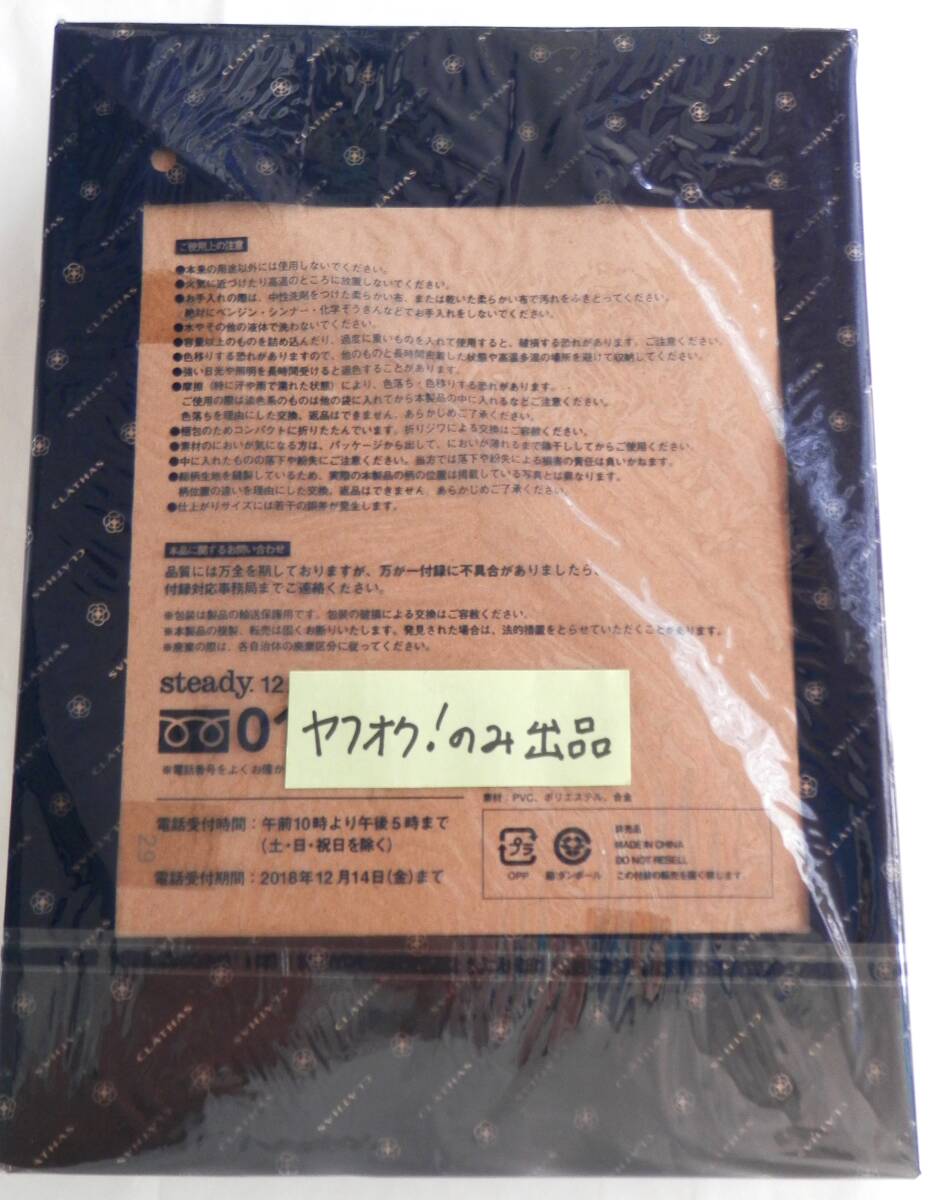 CLATHAS
ご使用上の注意
●本来の用途以外には使用しないでください。
●火気に近づけたり高温のところに放置しないでください。
●お手入れの際は、中性洗剤をつけた柔らかい布、または乾いた柔らかい布で汚れをふきとってください。
絶対にベンジン・シンナー・化学ぞうきんなどでお手入れをしないでください。
●水やその他の液体で洗わないでください。
●容量以上のものを詰め込んだり、過度に重いものを入れて使用すると、破損する恐れがあります。ご注意ください。
●色移りする恐れがありますので、他のものと長時間密着した状態や高温多湿の場所を避けて収納してください。
●強い日光や照明を長時間受けると退色することがあります。
●摩擦（特に汗や雨で濡れた状態）により、色落ち・色移りする恐れがあります。
ご使用の際は淡色系のものは他の袋に入れてから本製品の中に入れるなどご注意ください。
色落ちを理由にした交換、返品はできません。あらかじめご了承ください。
●梱包のためコンパクトに折りたたんでいます。折りジワによる交換はご容赦ください。
●素材のにおいが気になる方は、パッケージから出して、においが薄れるまで陰干ししてからご使用ください。
●中に入れたものの落下や紛失にご注意ください。当方では落下や紛失による損害の責任は負いかねます。
●総柄生地を縫製しているため、実際の本製品の柄の位置は掲載している写真とは異なります。
柄位置の違いを理由にした交換、返品はできません。あらかじめご了承ください。
●仕上がりサイズには若干の誤差が発生します。
本品に関するお問い合わせ
品質には万全を期しておりますが、万が一付録に不具合がありましたら、
付録対応事務局までご連絡ください。
※包装は製品の輸送保護用です。包装の破損による交換はご容赦ください。
※本製品の複製、転売は固くお断りいたします。発見された場合は、法的措置をとらせていただくことがあります。
※廃棄の際は、各自治体の廃棄区分に従ってください。
steady. 12
01
ヤフオク!のみ出品
※電話番号をよくお確か
電話受付時間：午前10時より午後5時まで
（土・日・祝日を除く）
電話受付期間：2018年12月14日（金）まで
29
素材：PVC、ポリエステル、合金
プラ
OPP
段ボール
非売品
MADE IN CHINA
DO NOT RESELL
この付録の転売を固く禁じます。